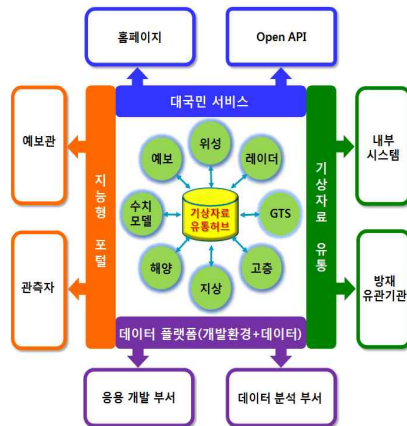 홈페이지
Open API
대국민 서비스
예보관
관측자
지능형 포털
위성
예보
레이더
수치
모델
기상자료
유통허브
GTS
해양
고층
지상
기상자료 유통
내부
시스템
방재
유관기관
데이터 플랫폼(개발환경+데이터)
응용 개발 부서
데이터 분석 부서